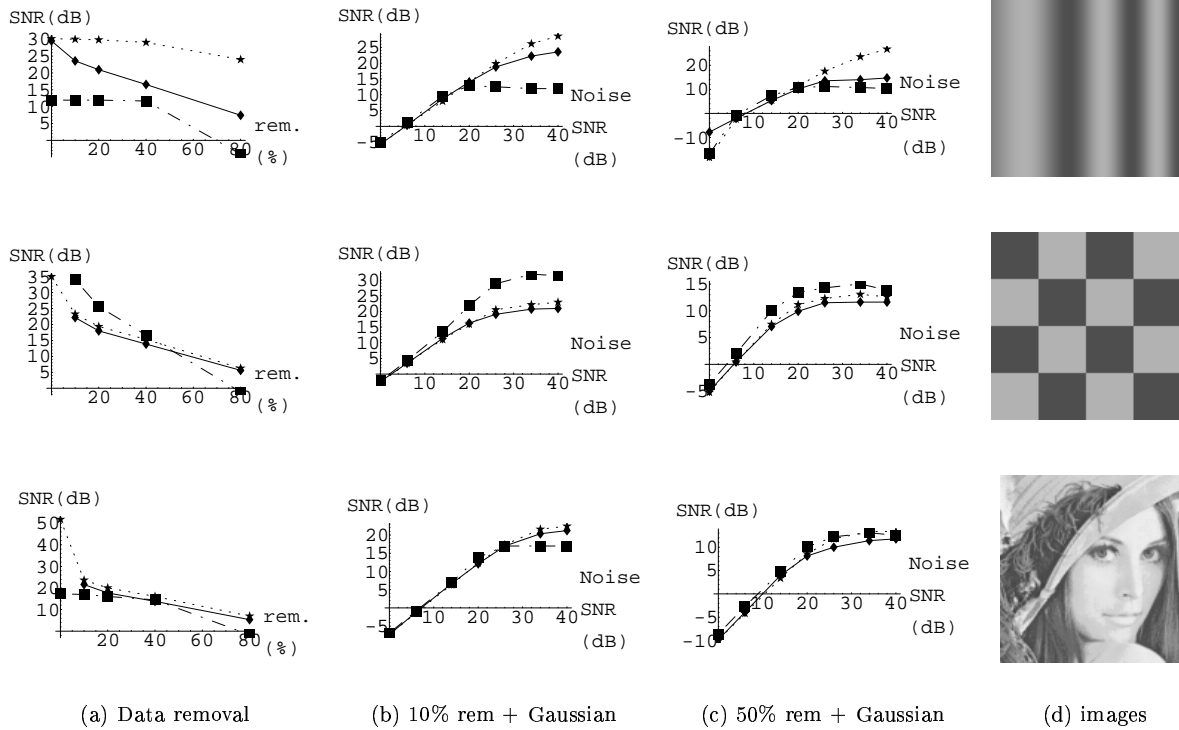 SNR(dB)
30
25
20
15
10
5
20 40 60 80
rem.
(%)
SNR(dB)
25
20
15
10
5
-5
10 20 30 40
Noise
SNR
(dB)
SNR(dB)
20
10
-10
10 20 30 40
Noise
SNR
(dB)
SNR(dB)
35
30
25
20
15
10
5
20 40 60 80
rem.
(%)
SNR(dB)
30
25
20
15
10
5
10 20 30 40
Noise
SNR
(dB)
SNR(dB)
15
10
5
-5
10 20 30 40
Noise
SNR
(dB)
SNR(dB)
50
40
30
20
10
20 40 60 80
rem.
(%)
SNR(dB)
20
15
10
5
-5
10 20 30 40
Noise
SNR
(dB)
SNR(dB)
10
5
-5
-10
10 20 30 40
Noise
SNR
(dB)
(a) Data removal
(b) 10% rem + Gaussian
(c) 50% rem + Gaussian
(d) images